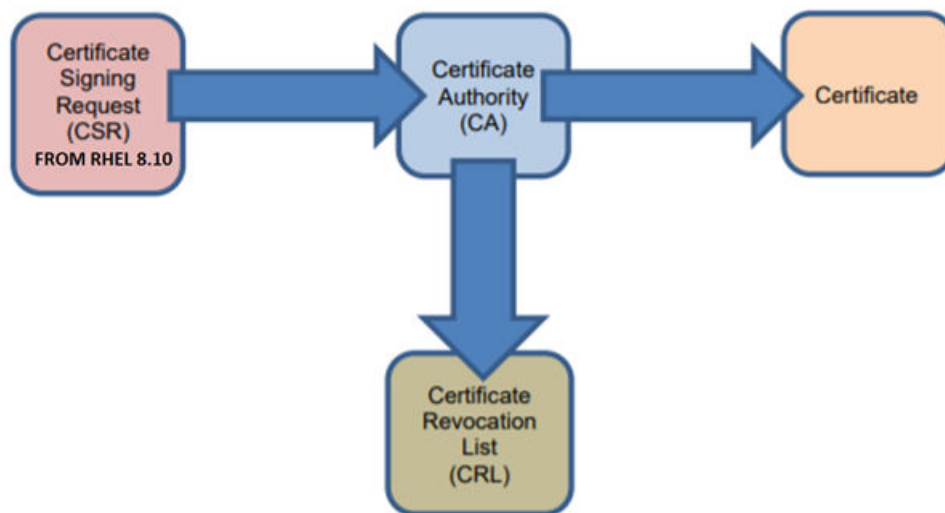 Certificate
Signing
Request
(CSR)
FROM RHEL 8.10
Certificate
Authority
(CA)
Certificate
Certificate
Revocation
List
(CRL)